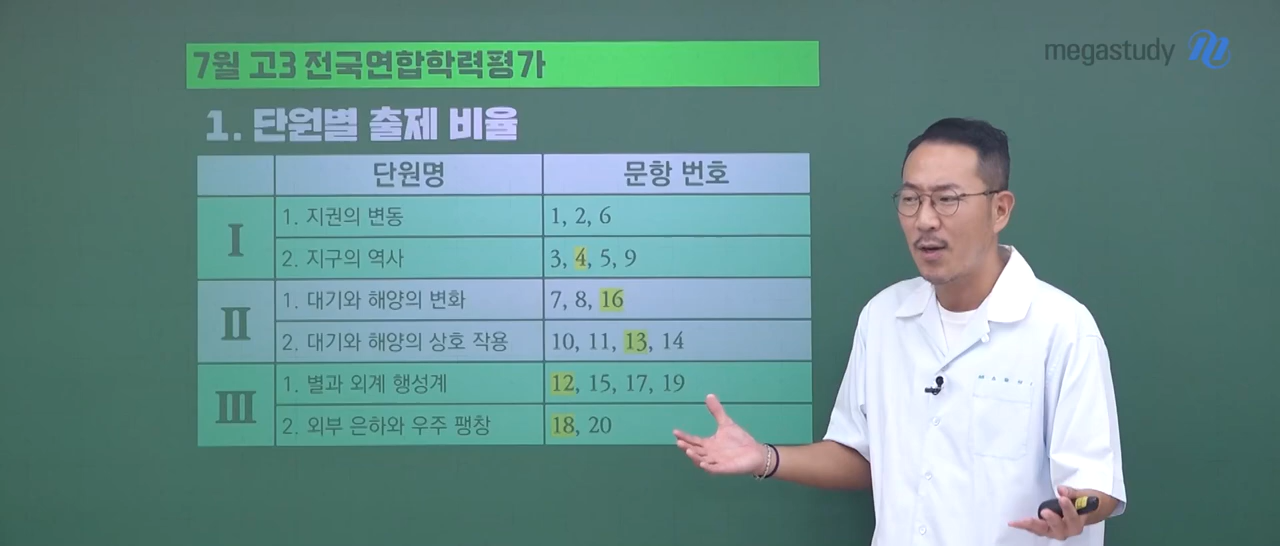 7월 고3 전국연합학력평가
megastudy
1. 단원별 출제 비율
단원명 문항 번호
I
1. 지권의 변동 1, 2, 6
2. 지구의 역사 3, 4, 5, 9
II
1. 대기와 해양의 변화 7, 8, 16
2. 대기와 해양의 상호 작용 10, 11, 13, 14
III
1. 별과 외계 행성계 12, 15, 17, 19
2. 외부 은하와 우주 팽창 18, 20